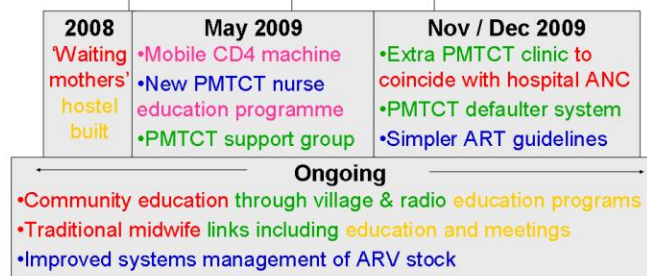 2008
'Waiting
mothers'
hostel
built
May 2009
•Mobile CD4 machine
•New PMTCT nurse
education programme
•PMTCT support group
Nov / Dec 2009
•Extra PMTCT clinic to
coincide with hospital ANC
•PMTCT defaulter system
•Simpler ART guidelines
Ongoing
•Community education through village & radio education programs
•Traditional midwife links including education and meetings
•Improved systems management of ARV stock